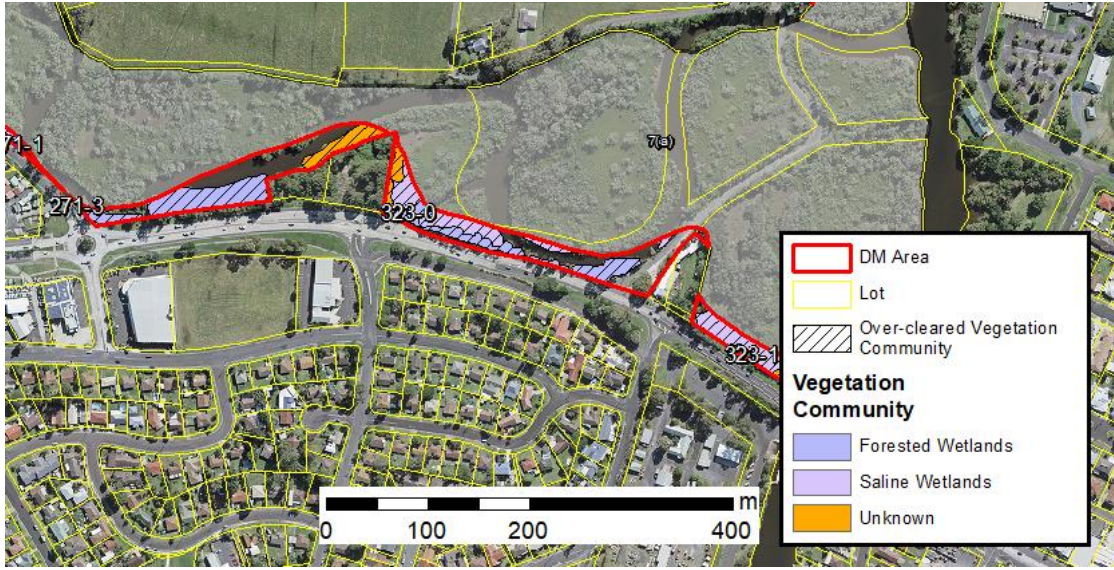 7(a)
71-1
271-3
323-0
323-1
DM Area
Lot
Over-cleared Vegetation
Community
Vegetation
Community
Forested Wetlands
Saline Wetlands
Unknown
m
0 100 200 400